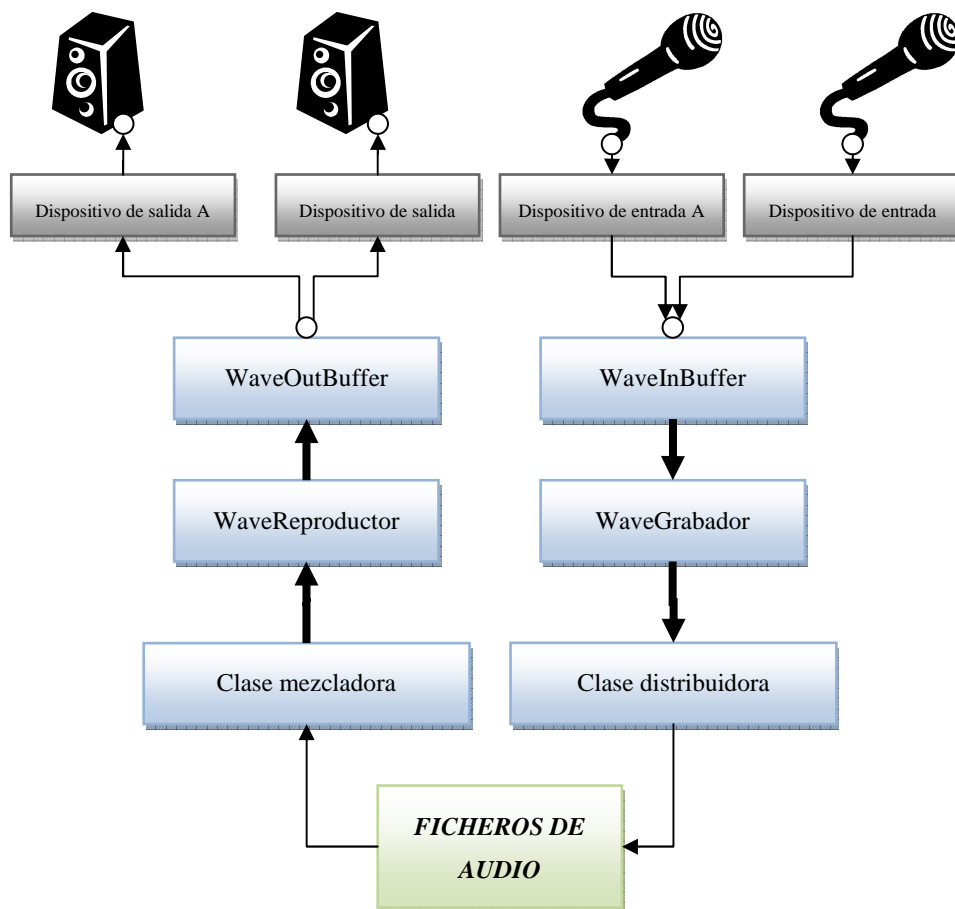 Dispositivo de salida A
Dispositivo de salida
Dispositivo de entrada A
Dispositivo de entrada
WaveOutBuffer
WaveInBuffer
WaveReproductor
WaveGrabador
Clase mezcladora
Clase distribuidora
FICHEROS DE
AUDIO